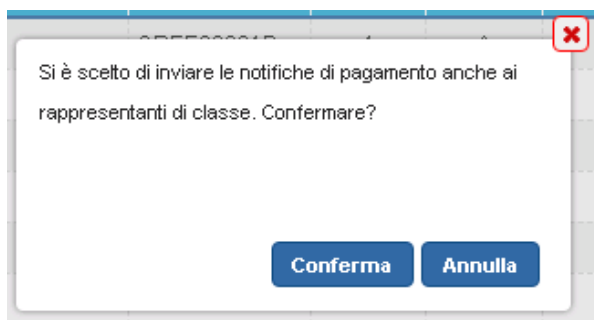 Si è scelto di inviare le notifiche di pagamento anche ai
rappresentanti di classe. Confermare?
Conferma
Annulla